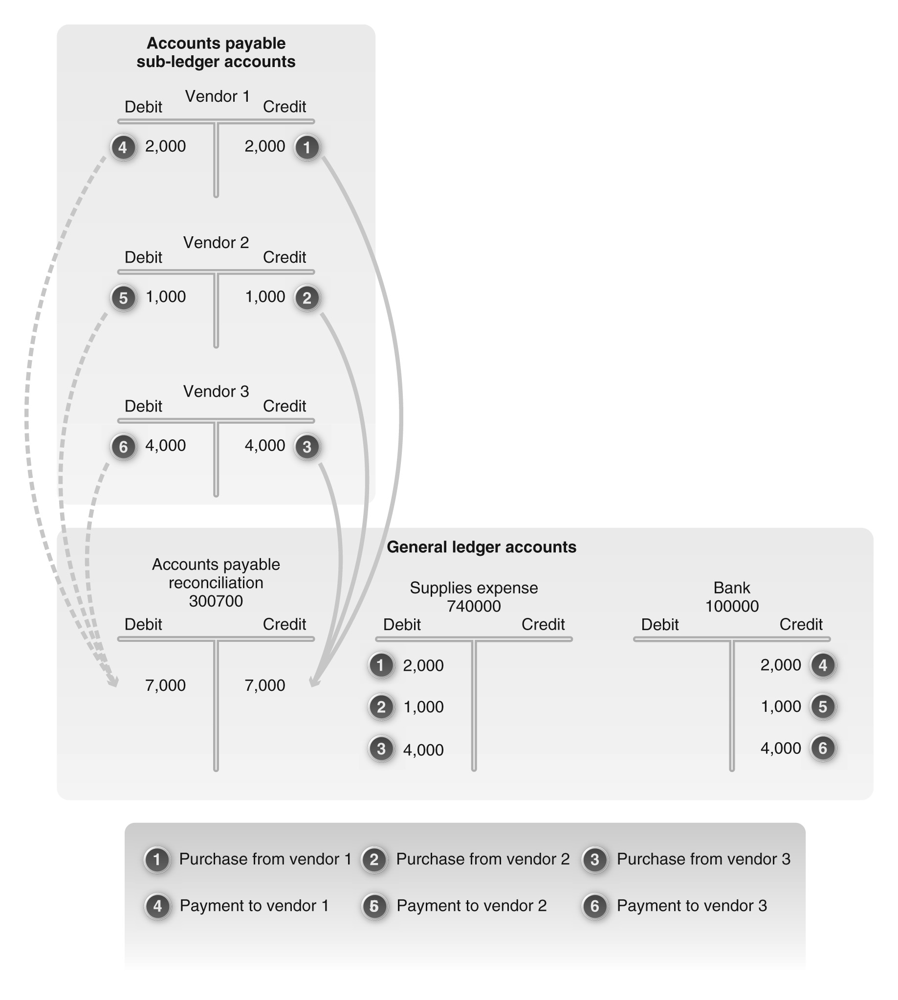 Accounts payable
sub-ledger accounts
Vendor 1
Debit Credit
4 2,000 2,000 1
Vendor 2
Debit Credit
5 1,000 1,000 2
Vendor 3
Debit Credit
6 4,000 4,000 3
General ledger accounts
Accounts payable
reconciliation
300700
Debit Credit
7,000 7,000
Supplies expense
740000
Debit Credit
1 2,000
2 1,000
3 4,000
Bank
100000
Debit Credit
2,000 4
1,000 5
4,000 6
1 Purchase from vendor 1 2 Purchase from vendor 2 3 Purchase from vendor 3
4 Payment to vendor 1 5 Payment to vendor 2 6 Payment to vendor 3